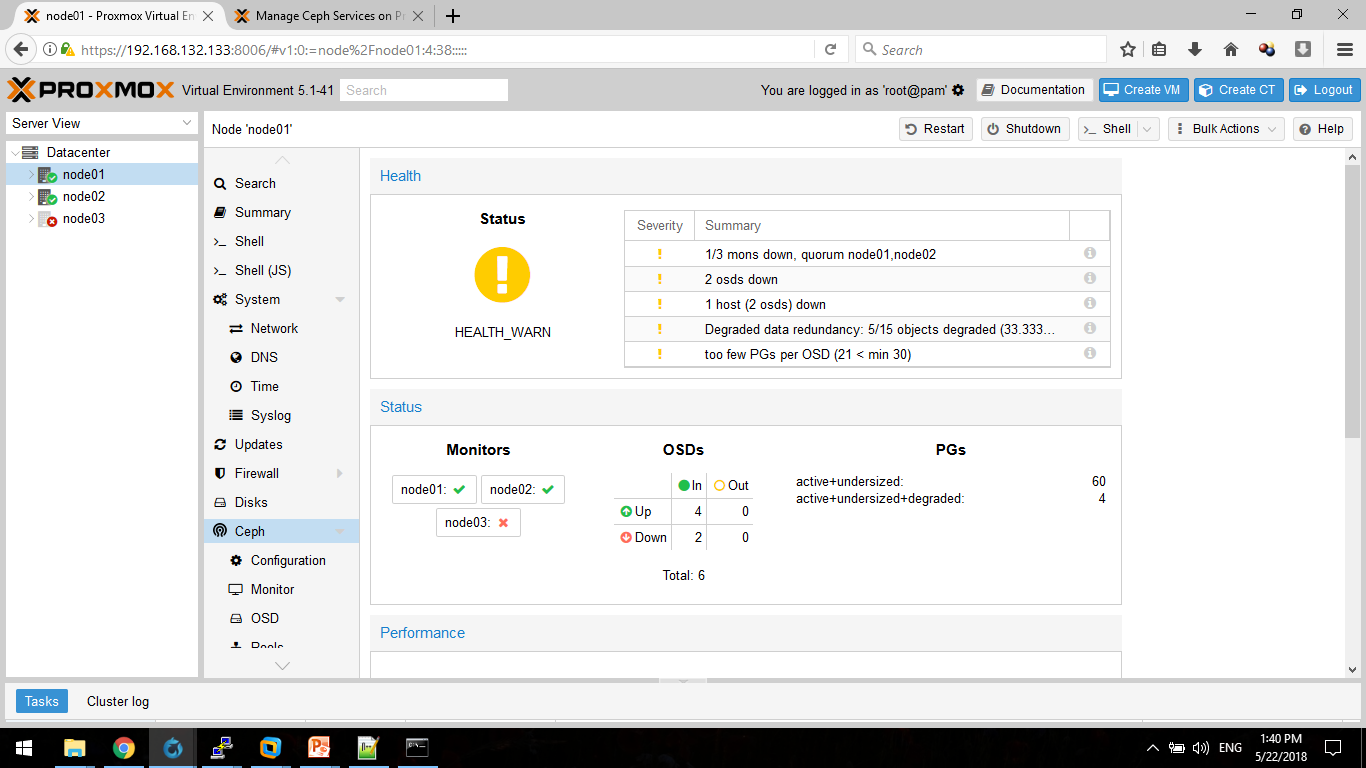 node01 - Proxmox Virtual En
Manage Ceph Services on Pr
https://192.168.132.133:8006/#v1:0:=node%2Fnode01:4:38:::::
Search
PROXMOX Virtual Environment 5.1-41
Search
You are logged in as 'root@pam'
Documentation
Create VM
Create CT
Logout
Server View
Datacenter
node01
node02
node03
Node 'node01'
Restart
Shutdown
Shell
Bulk Actions
Help
Search
Summary
Shell
Shell (JS)
System
Network
DNS
Time
Syslog
Updates
Firewall
Disks
Ceph
Configuration
Monitor
OSD
Pools
Health
Status
HEALTH_WARN
Severity Summary
1/3 mons down, quorum node01,node02
2 osds down
1 host (2 osds) down
Degraded data redundancy: 5/15 objects degraded (33.333...
too few PGs per OSD (21 < min 30)
Status
Monitors
node01:
node02:
node03:
OSDs
In Out
Up 4 0
Down 2 0
Total: 6
PGs
active+undersized: 60
active+undersized+degraded: 4
Performance
Tasks
Cluster log
ENG
1:40 PM
5/22/2018